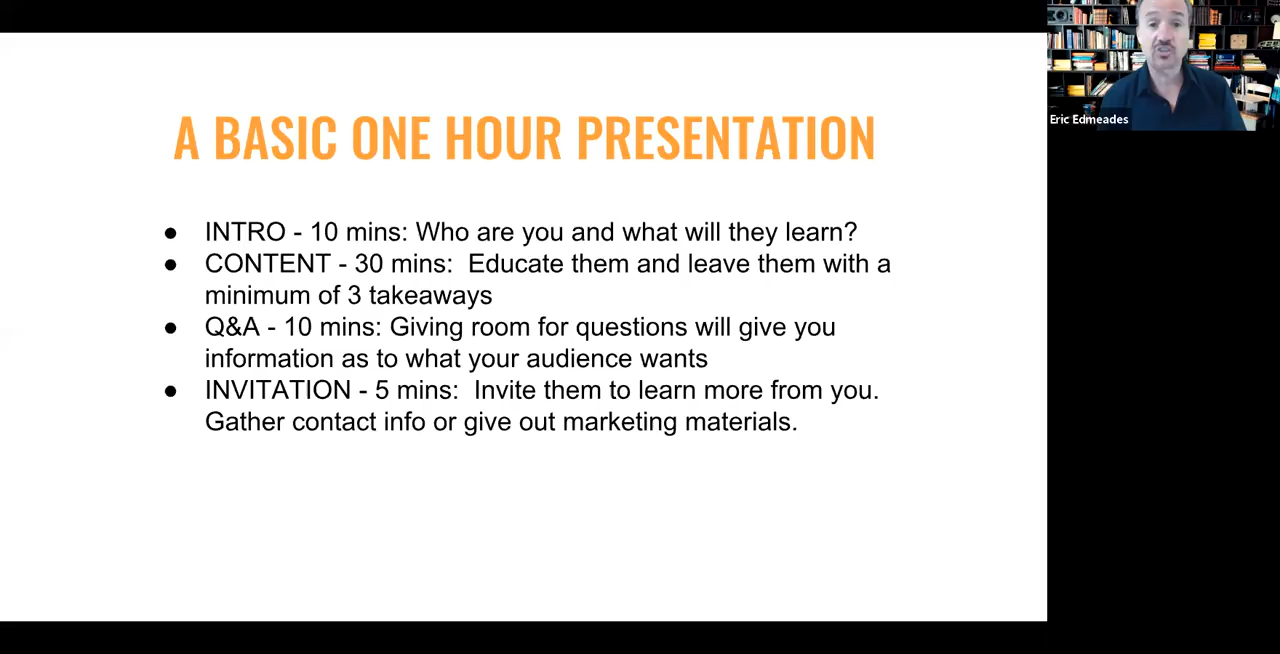 A BASIC ONE HOUR PRESENTATION
● INTRO - 10 mins: Who are you and what will they learn?
● CONTENT - 30 mins:  Educate them and leave them with a
minimum of 3 takeaways
● Q&A - 10 mins: Giving room for questions will give you
information as to what your audience wants
● INVITATION - 5 mins:  Invite them to learn more from you.
Gather contact info or give out marketing materials.
Eric Edmeades